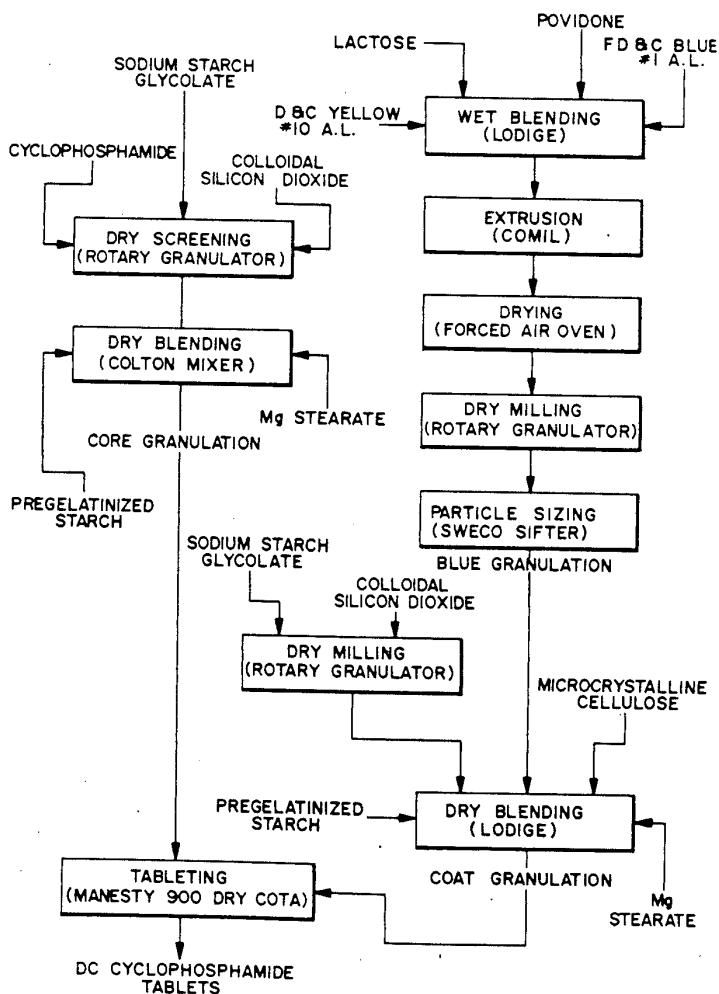 LACTOSE
POVIDONE
FD & C BLUE
#1 A.L.
SODIUM STARCH
GLYCOLATE
D & C YELLOW
#10 A.L.
WET BLENDING
(LODIGE)
CYCLOPHOSPHAMIDE
COLLOIDAL
SILICON DIOXIDE
DRY SCREENING
(ROTARY GRANULATOR)
EXTRUSION
(COMIL)
DRYING
(FORCED AIR OVEN)
DRY BLENDING
(COLTON MIXER)
Mg STEARATE
CORE GRANULATION
PREGELATINIZED
STARCH
DRY MILLING
(ROTARY GRANULATOR)
PARTICLE SIZING
(SWECO SIFTER)
BLUE GRANULATION
SODIUM STARCH
GLYCOLATE
COLLOIDAL
SILICON DIOXIDE
DRY MILLING
(ROTARY GRANULATOR)
MICROCRYSTALLINE
CELLULOSE
PREGELATINIZED
STARCH
DRY BLENDING
(LODIGE)
COAT GRANULATION
Mg
STEARATE
TABLETING
(MANESTY 900 DRY COTA)
DC CYCLOPHOSPHAMIDE
TABLETS